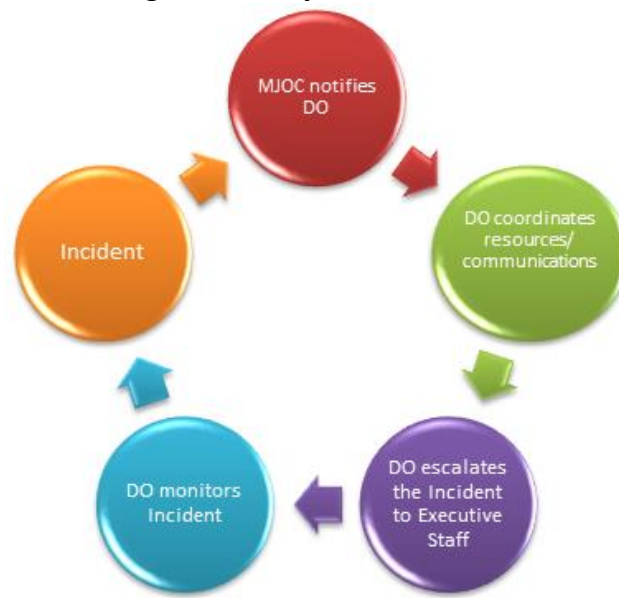 MJOC notifies
DO
DO coordinates
resources/
communications
DO escalates
the Incident
to Executive
Staff
DO monitors
Incident
Incident